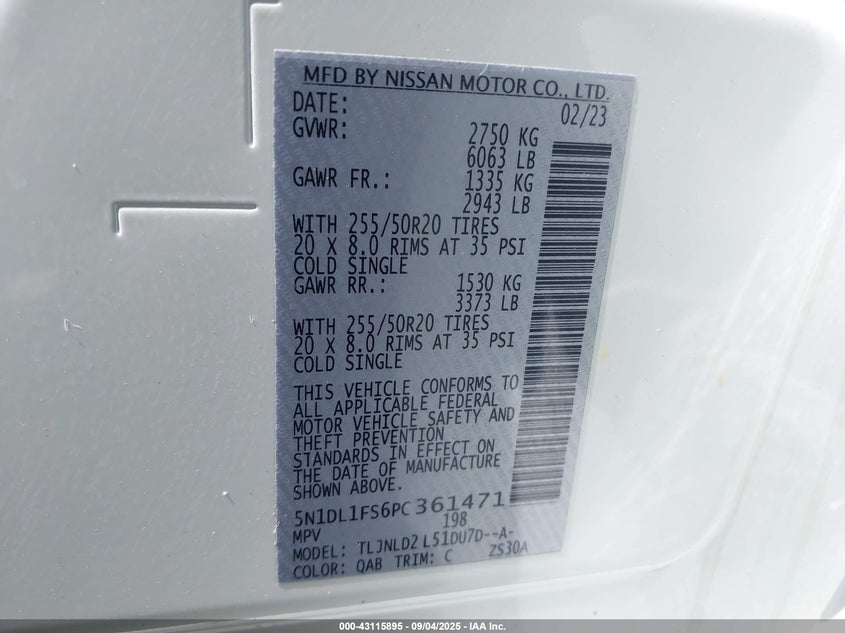 MFD BY NISSAN MOTOR CO., LTD.
DATE: 02/23
GVWR: 2750 KG
6063 LB
GAWR FR.: 1335 KG
2943 LB
WITH 255/50R20 TIRES
20 X 8.0 RIMS AT 35 PSI
COLD SINGLE
GAWR RR.: 1530 KG
3373 LB
WITH 255/50R20 TIRES
20 X 8.0 RIMS AT 35 PSI
COLD SINGLE
THIS VEHICLE CONFORMS TO
ALL APPLICABLE FEDERAL
MOTOR VEHICLE SAFETY AND
THEFT PREVENTION
STANDARDS IN EFFECT ON
THE DATE OF MANUFACTURE
SHOWN ABOVE.
5N1DL1FS6PC361471
MPV 198
MODEL: TLJNLD2 L51DU7D--A-
COLOR: QAB TRIM: C ZS30A
000-43115895 - 09/04/2025 - IAA Inc.